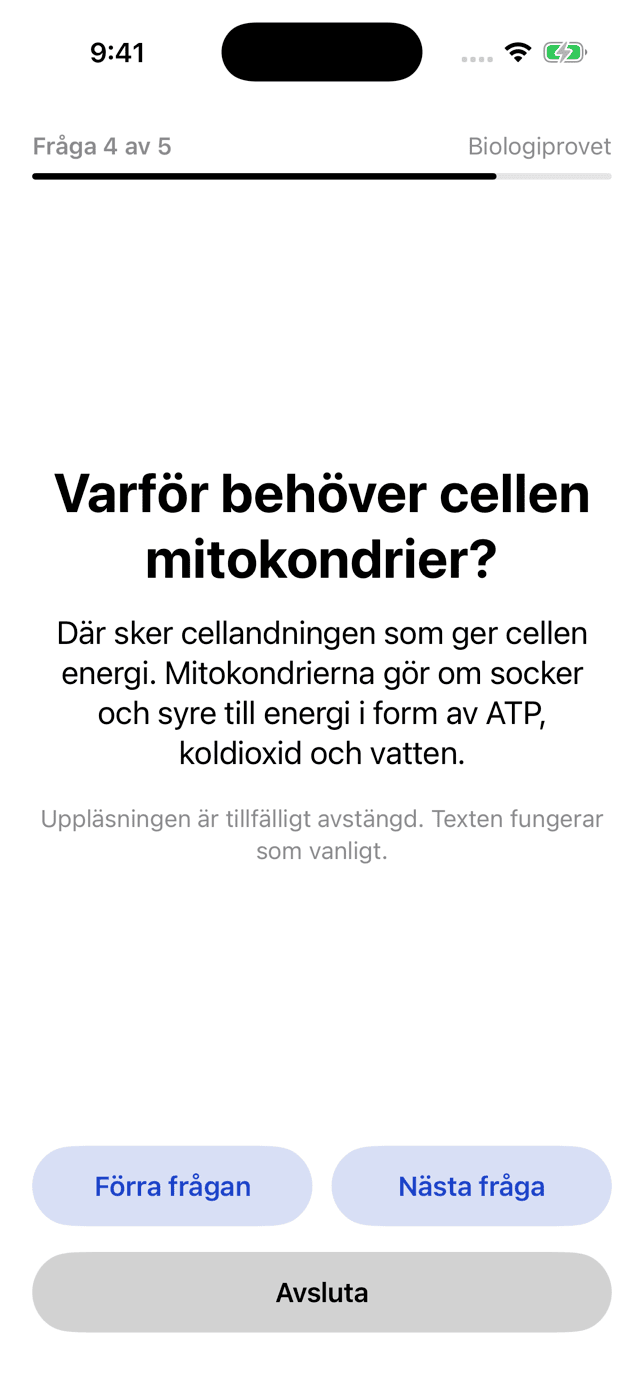 9:41
Fråga 4 av 5
Biologiprovet
Varför behöver cellen
mitokondrier?
Där sker cellandningen som ger cellen
energi. Mitokondrierna gör om socker
och syre till energi i form av ATP,
koldioxid och vatten.
Uppläsningen är tillfälligt avstängd. Texten fungerar
som vanligt.
Förra frågan
Nästa fråga
Avsluta